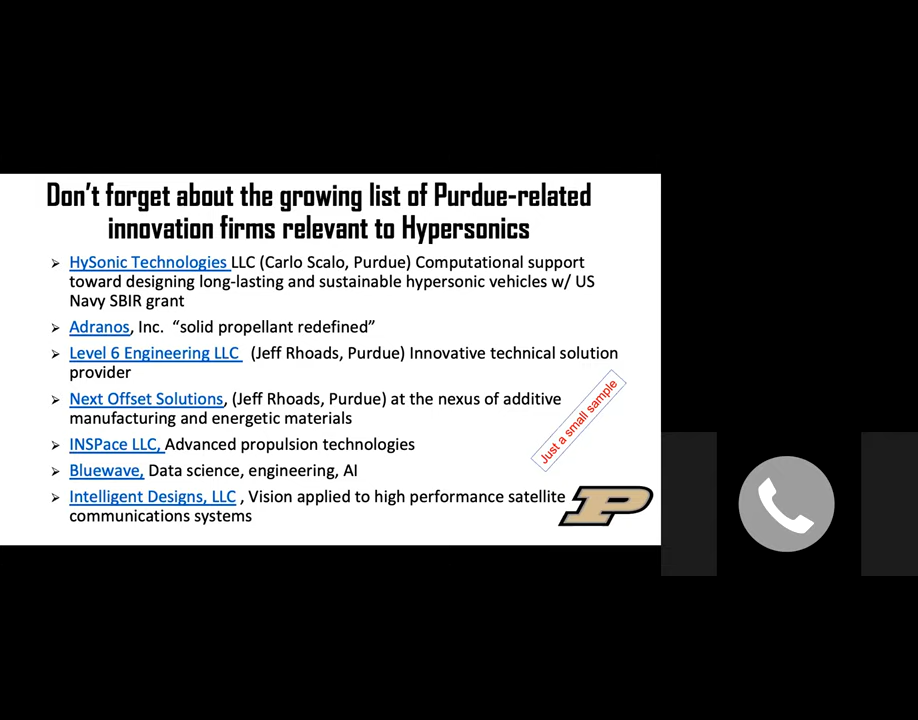 Don't forget about the growing list of Purdue-related
innovation firms relevant to Hypersonics
➢ HySonic Technologies LLC (Carlo Scalo, Purdue) Computational support
toward designing long-lasting and sustainable hypersonic vehicles w/ US
Navy SBIR grant
➢ Adranos, Inc. “solid propellant redefined”
➢ Level 6 Engineering LLC (Jeff Rhoads, Purdue) Innovative technical solution
provider
➢ Next Offset Solutions, (Jeff Rhoads, Purdue) at the nexus of additive
manufacturing and energetic materials
➢ INSPace LLC, Advanced propulsion technologies
➢ Bluewave, Data science, engineering, AI
➢ Intelligent Designs, LLC , Vision applied to high performance satellite
communications systems
Just a small sample
P